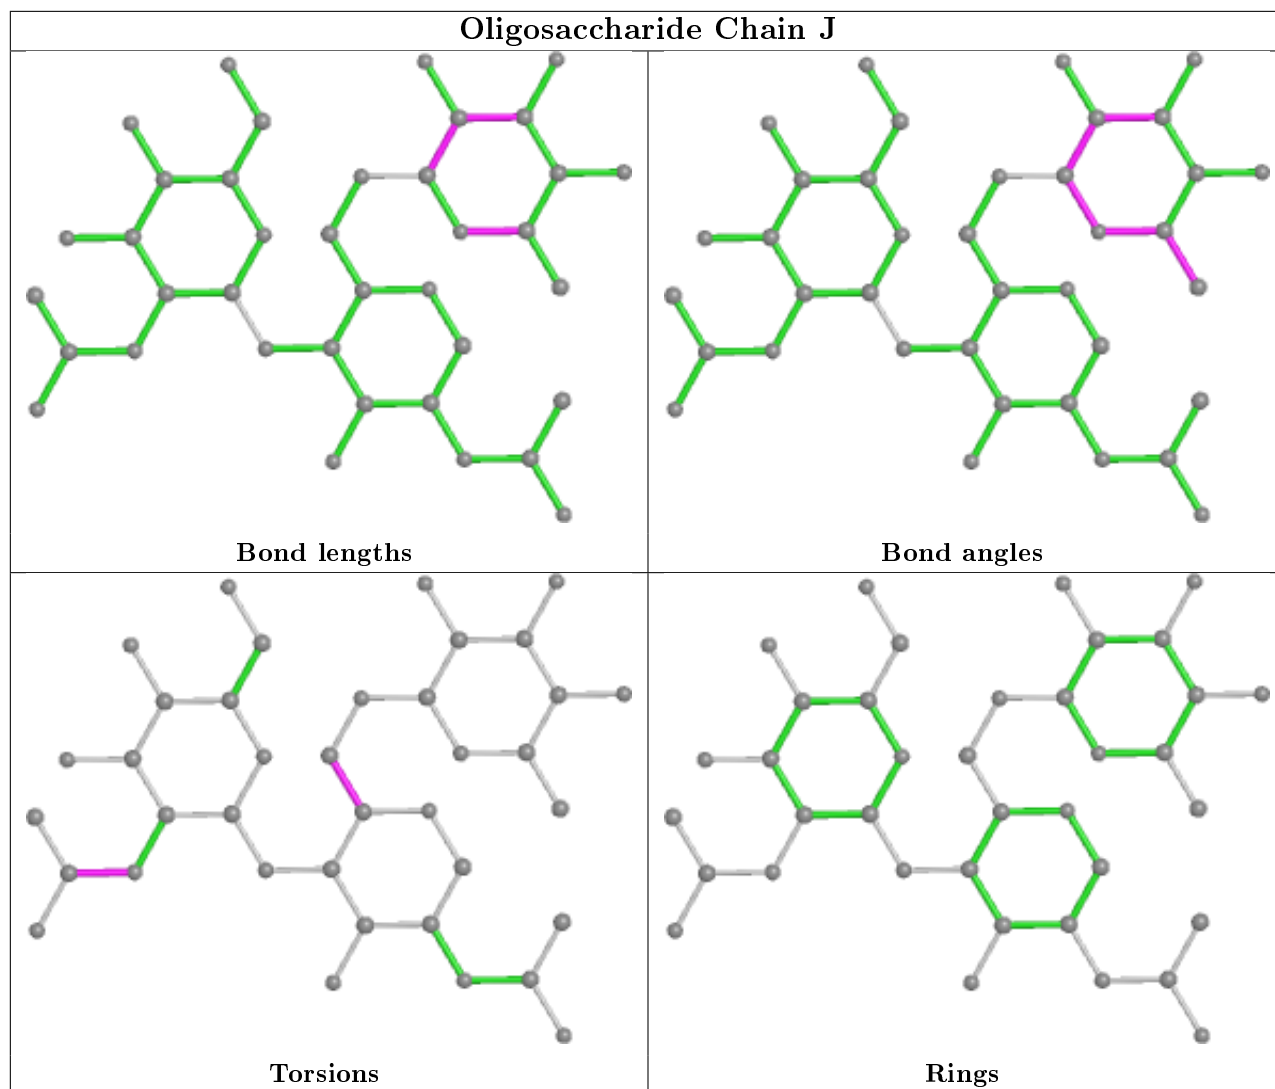 Oligosaccharide Chain J
Bond lengths
Bond angles
Torsions
Rings